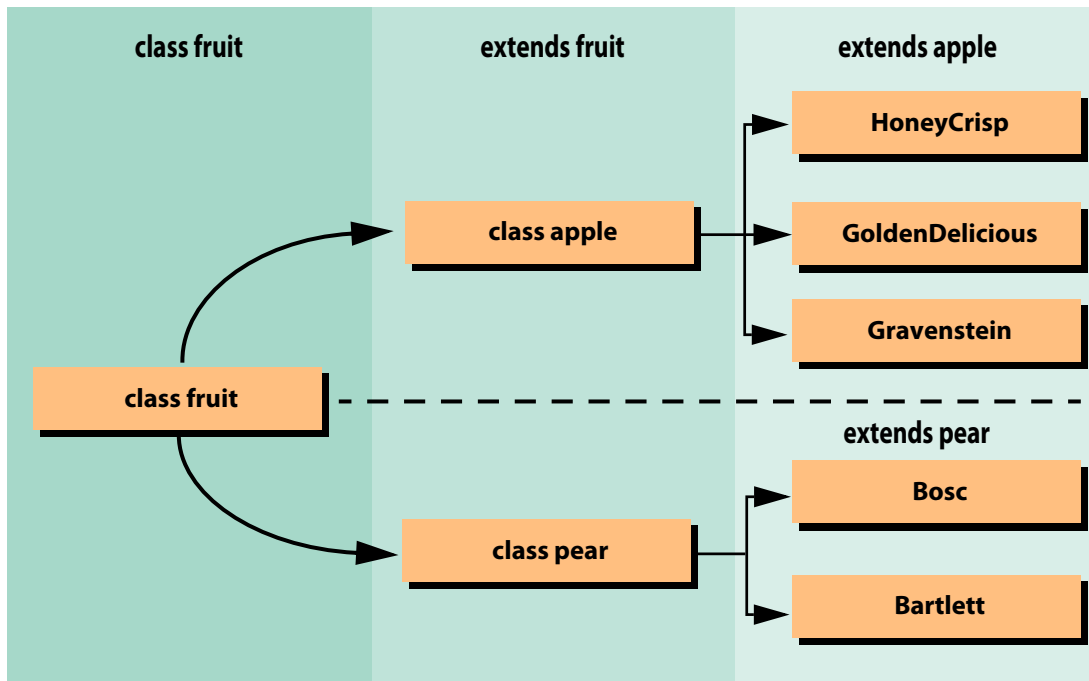 class fruit
extends fruit
extends apple
HoneyCrisp
class apple
GoldenDelicious
Gravenstein
class fruit
extends pear
Bosc
class pear
Bartlett